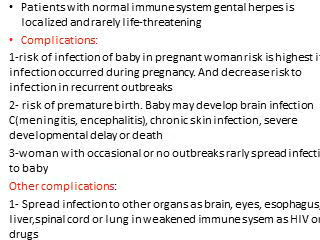 • Patients with normal immune system gental herpes is
localized and rarely life-threatening
• Complications:
1-risk of infection of baby in pregnant woman risk is highest i
infection occurred during pregnancy. And decrease risk to
infection in recurrent outbreaks
2- risk of premature birth. Baby may develop brain infection
C(meningitis, encephalitis), chronic skin infection, severe
developmental delay or death
3-woman with occasional or no outbreaks rarly spread infecti
to baby
Other complications:
1- Spread infection to other organs as brain, eyes, esophagus,
liver,spinal cord or lung in weakened immune sysem as HIV o
drugs